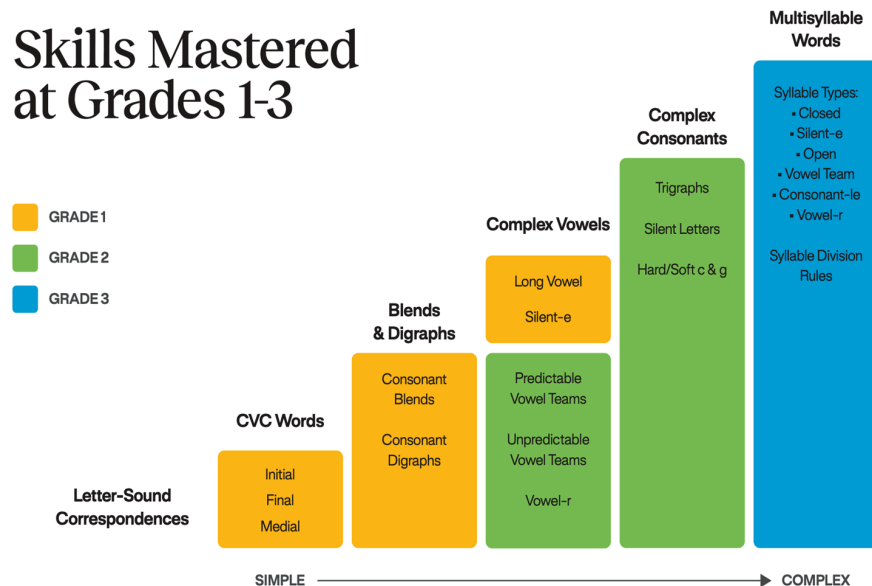 Skills Mastered
at Grades 1-3
GRADE 1
GRADE 2
GRADE 3
Letter-Sound
Correspondences
CVC Words
Initial
Final
Medial
Blends
& Digraphs
Consonant
Blends
Consonant
Digraphs
Complex Vowels
Long Vowel
Silent-e
Predictable
Vowel Teams
Unpredictable
Vowel Teams
Vowel-r
Complex
Consonants
Trigraphs
Silent Letters
Hard/Soft c & g
Multisyllable
Words
Syllable Types:
▪ Closed
▪ Silent-e
▪ Open
▪ Vowel Team
▪ Consonant-le
▪ Vowel-r
Syllable Division
Rules
SIMPLE
COMPLEX